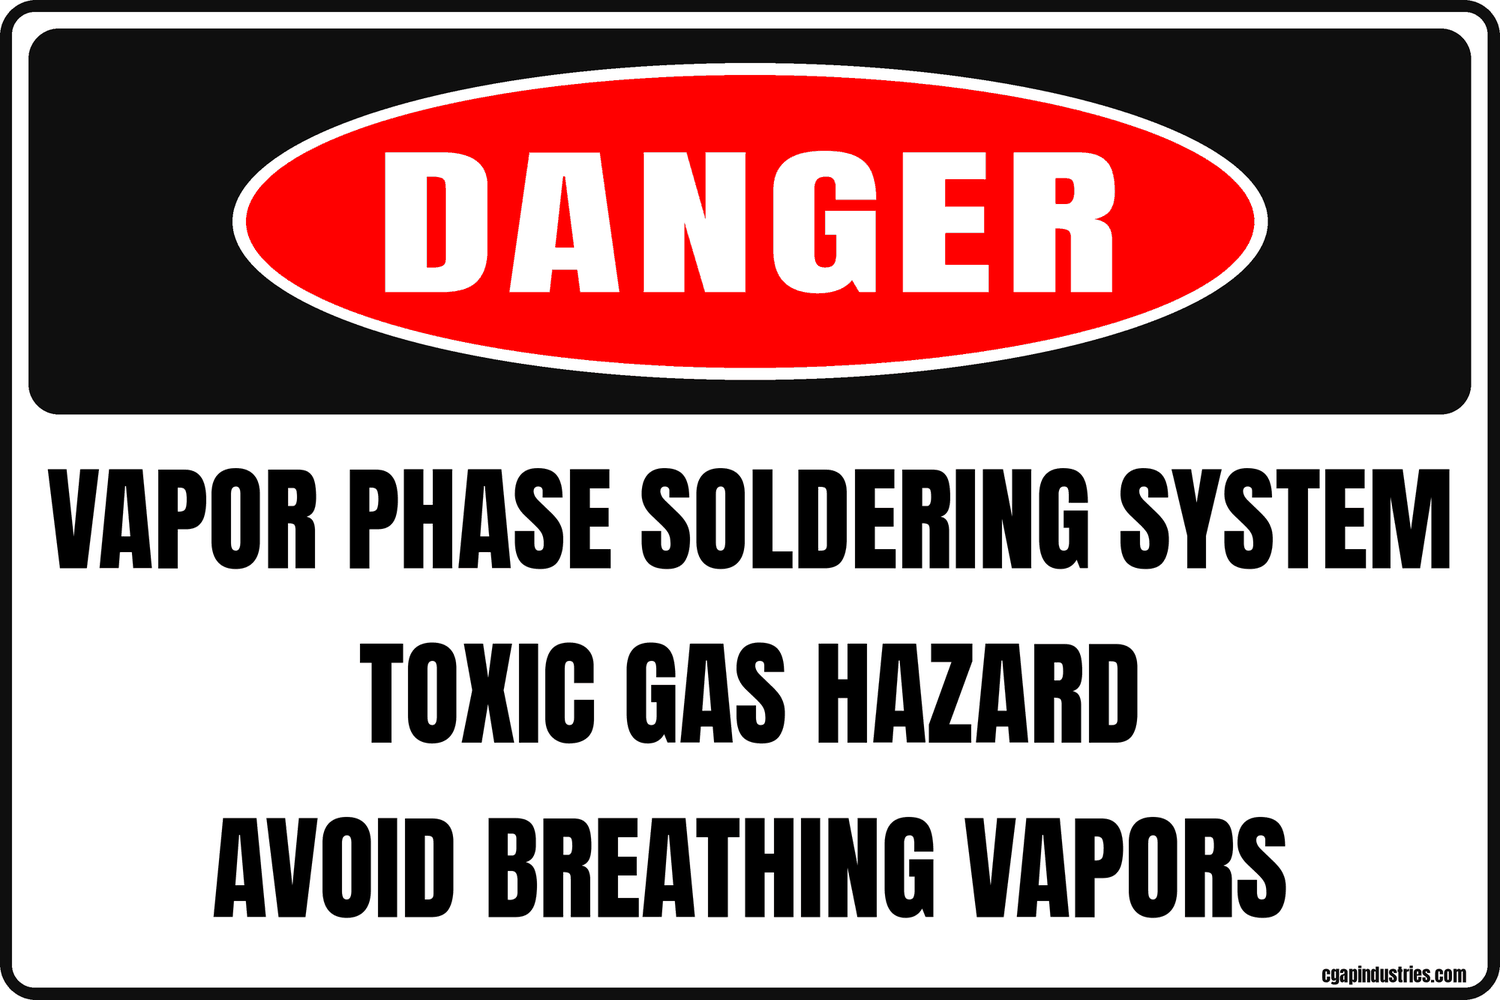 DANGER
VAPOR PHASE SOLDERING SYSTEM
TOXIC GAS HAZARD
AVOID BREATHING VAPORS
cgapindustries.com